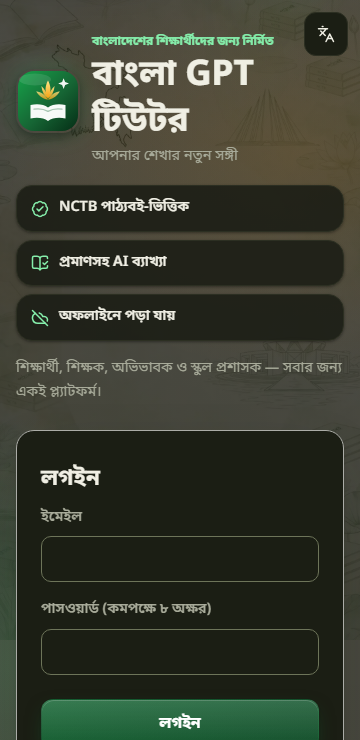 বাংলাদেশের শিক্ষার্থীদের জন্য নির্মিত
বাংলা GPT
টিউটর
আপনার শেখার নতুন সঙ্গী
NCTB পাঠ্যবই-ভিত্তিক
প্রমাণসহ AI ব্যাখ্যা
অফলাইনে পড়া যায়
শিক্ষার্থী, শিক্ষক, অভিভাবক ও স্কুল প্রশাসক — সবার জন্য
একই প্ল্যাটফর্ম।
লগইন
ইমেইল
পাসওয়ার্ড (কমপক্ষে ৮ অক্ষর)
লগইন